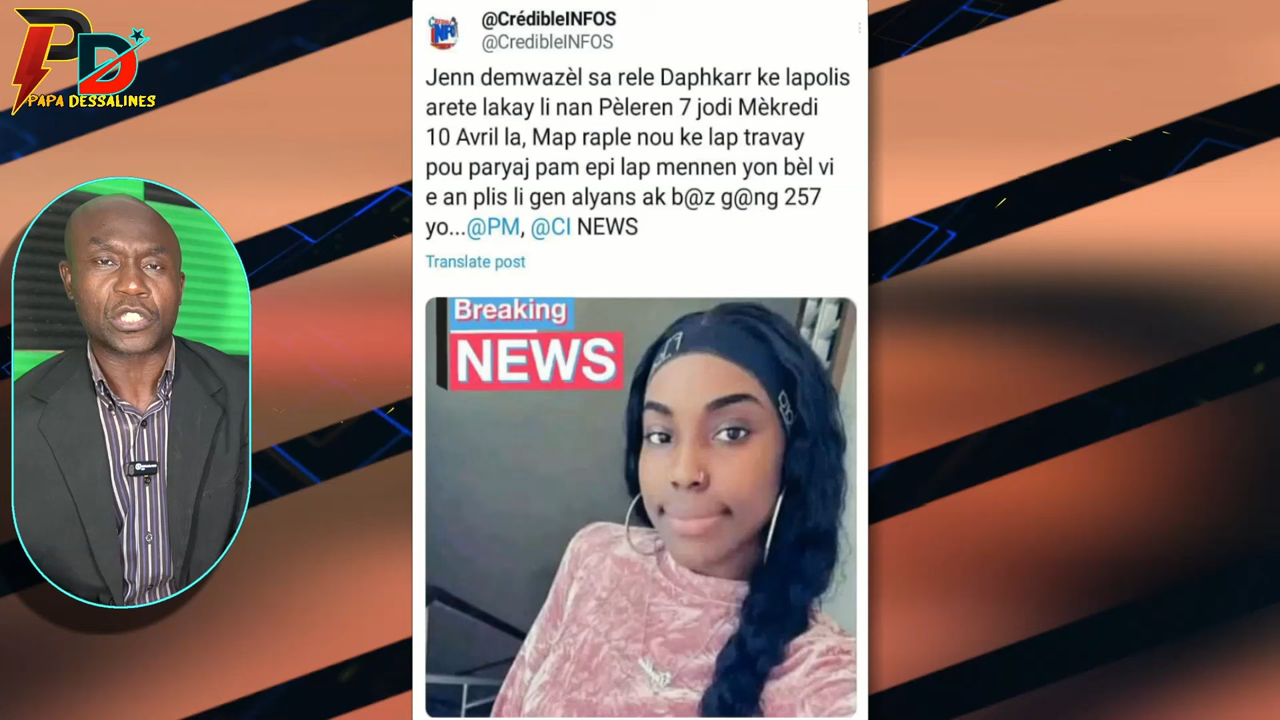 PD
PAPA DESSALINES
@CrédibleINFOS
@CredibleINFOS
Jenn demwazèl sa rele Daphkarr ke lapolis
arete lakay li nan Pèleren 7 jodi Mèkredi
10 Avril la, Map raple nou ke lap travay
pou paryaj pam epi lap mennen yon bèl vi
e an plis li gen alyans ak b@z g@ng 257
yo...@PM, @CI NEWS
Translate post
Breaking
NEWS